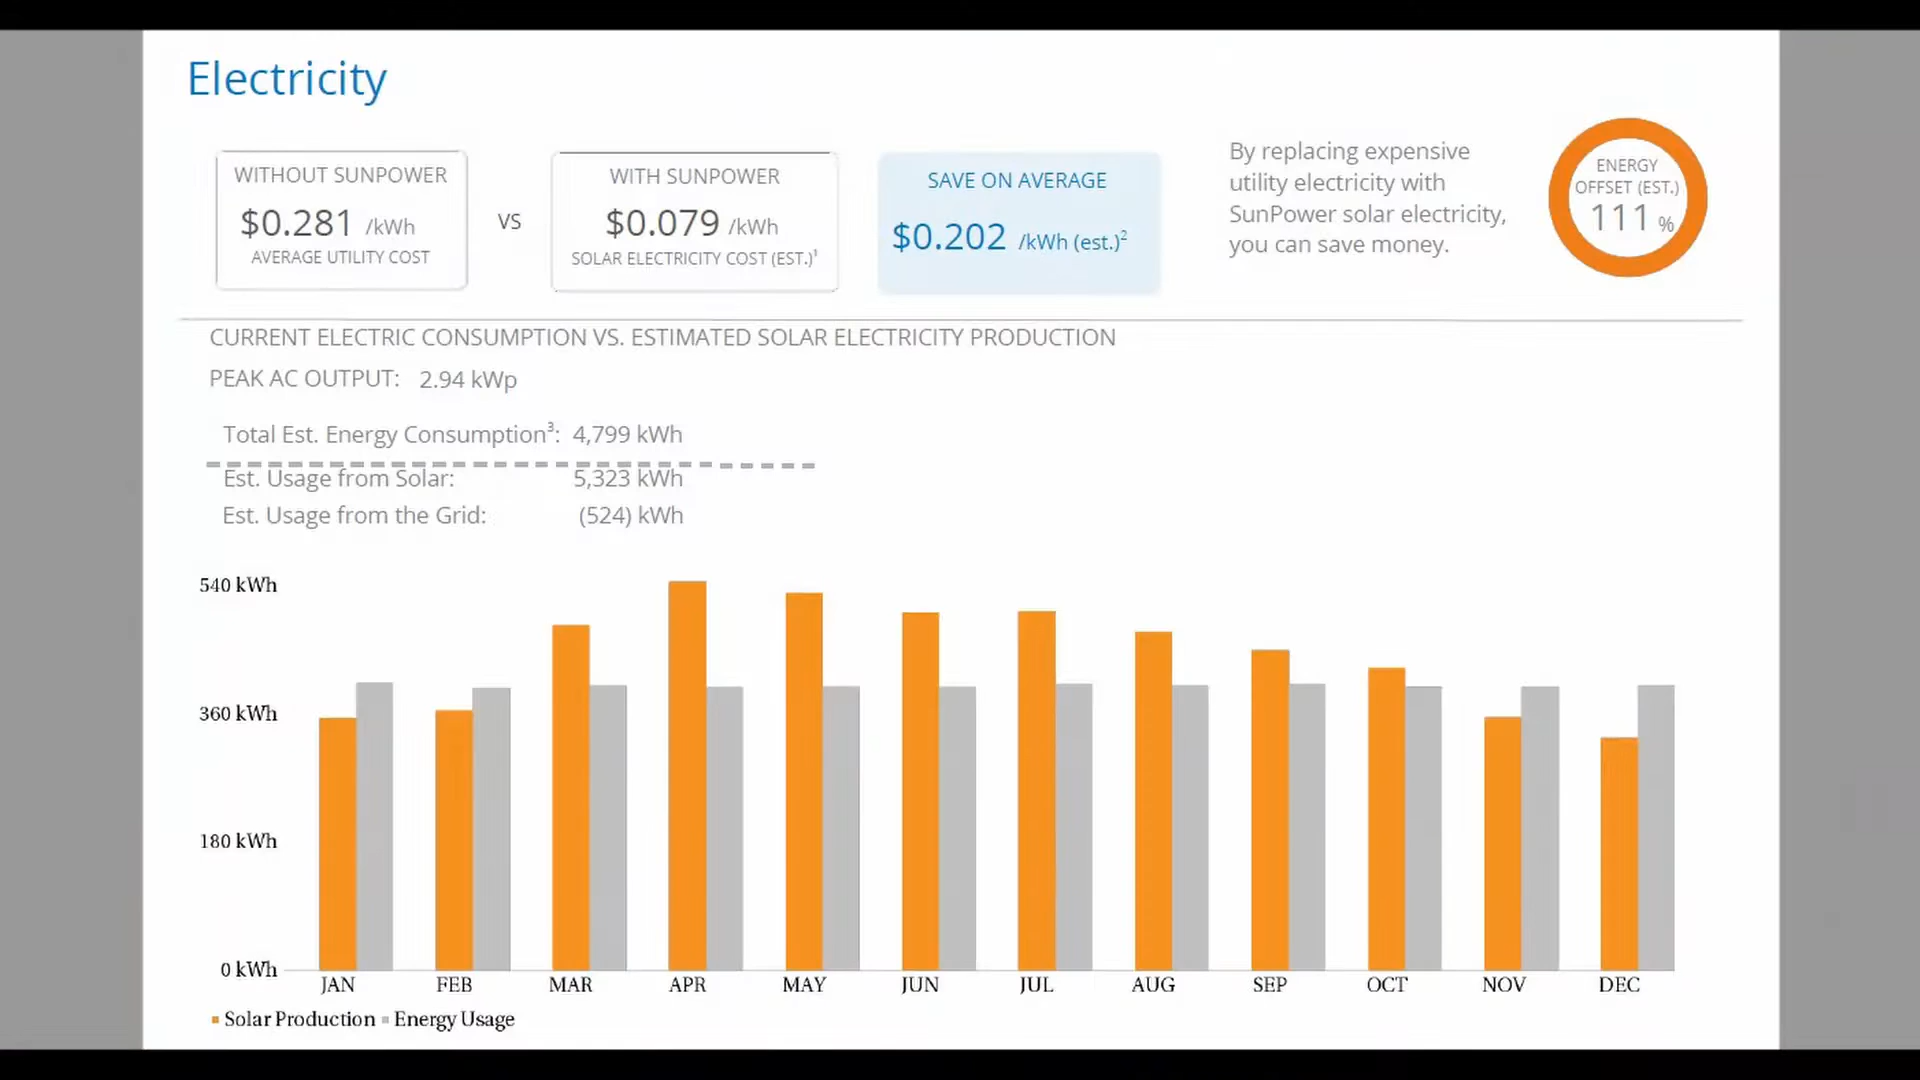 Electricity
WITHOUT SUNPOWER
$0.281 /kWh
AVERAGE UTILITY COST
VS
WITH SUNPOWER
$0.079 /kWh
SOLAR ELECTRICITY COST (EST.)¹
SAVE ON AVERAGE
$0.202 /kWh (est.)²
By replacing expensive
utility electricity with
SunPower solar electricity,
you can save money.
ENERGY
OFFSET (EST.)
111 %
CURRENT ELECTRIC CONSUMPTION VS. ESTIMATED SOLAR ELECTRICITY PRODUCTION
PEAK AC OUTPUT: 2.94 kWp
Total Est. Energy Consumption³: 4,799 kWh
Est. Usage from Solar: 5,323 kWh
Est. Usage from the Grid: (524) kWh
540 kWh
360 kWh
180 kWh
0 kWh
JAN FEB MAR APR MAY JUN JUL AUG SEP OCT NOV DEC
Solar Production Energy Usage